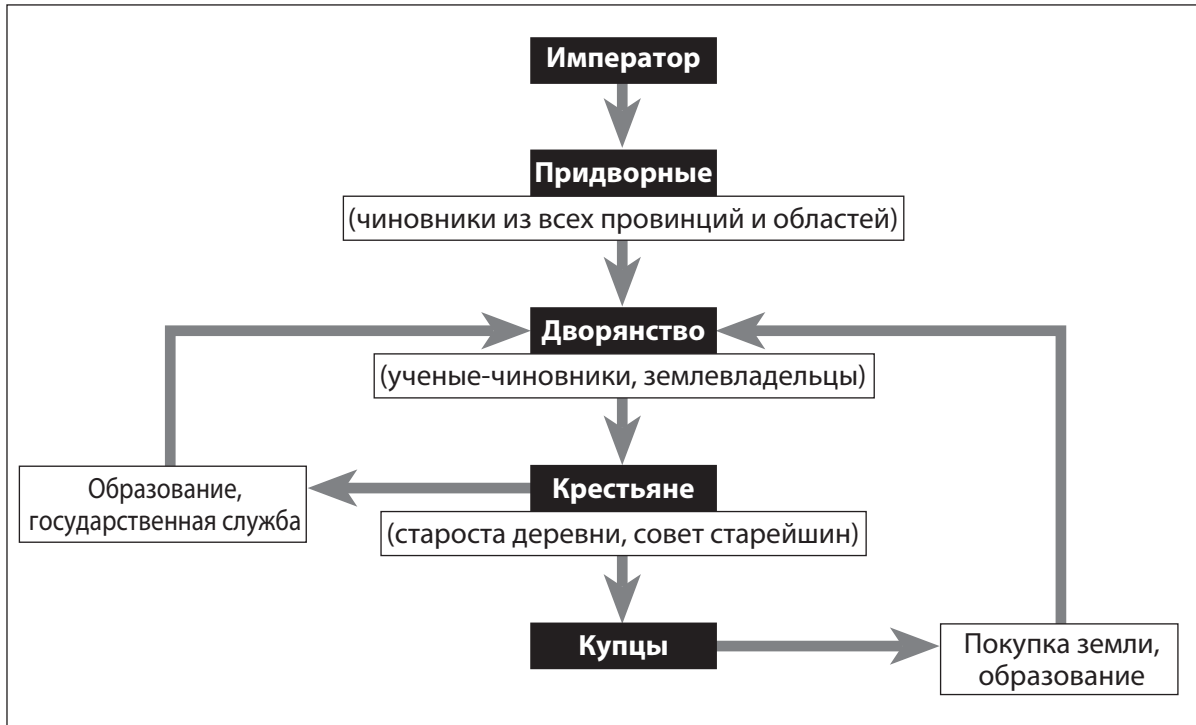 Император
Придворные
(чиновники из всех провинций и областей)
Дворянство
(ученые-чиновники, землевладельцы)
Образование,
государственная служба
Крестьяне
(староста деревни, совет старейшин)
Купцы
Покупка земли,
образование